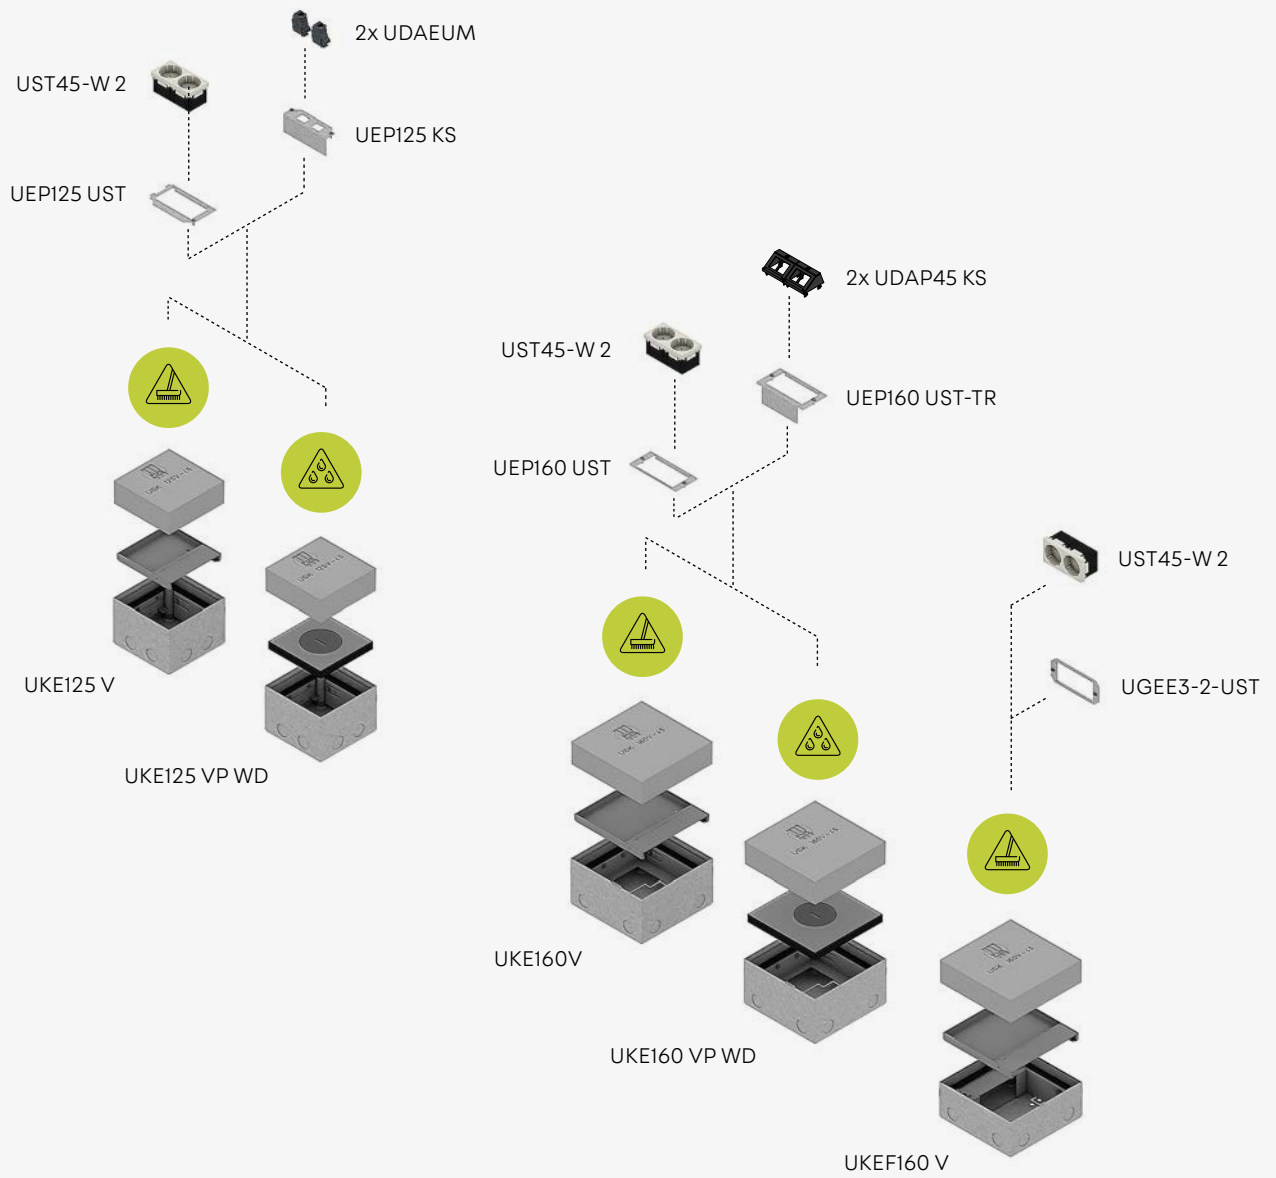 2x UDAEUM
UST45-W 2
UEP125 KS
UEP125 UST
2x UDAP45 KS
UST45-W 2
UEP160 UST-TR
UEP160 UST
UST45-W 2
UGEE3-2-UST
UKE125 V
UKE125 VP WD
UKE160V
UKE160 VP WD
UKEF160 V